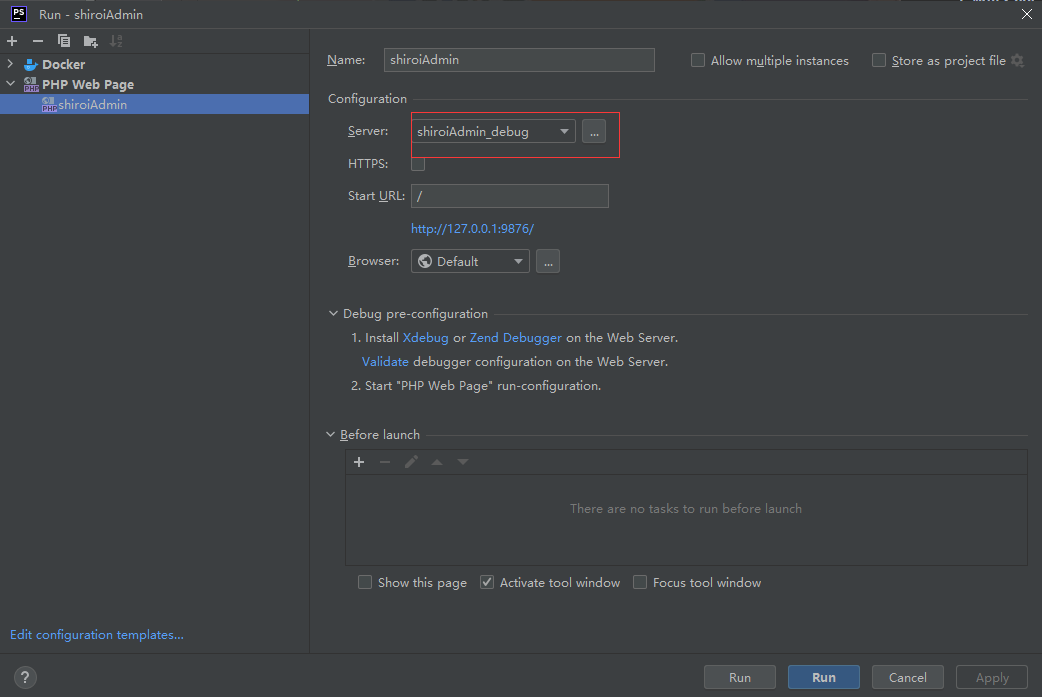 PS Run - shiroiAdmin
Docker
PHP Web Page
shiroiAdmin
Name: shiroiAdmin Allow multiple instances Store as project file
Configuration
Server: shiroiAdmin_debug ...
HTTPS:
Start URL: /
http://127.0.0.1:9876/
Browser: Default ...
Debug pre-configuration
1. Install Xdebug or Zend Debugger on the Web Server.
Validate debugger configuration on the Web Server.
2. Start "PHP Web Page" run-configuration.
Before launch
There are no tasks to run before launch
Show this page Activate tool window Focus tool window
Edit configuration templates...
? Run Run Cancel Apply